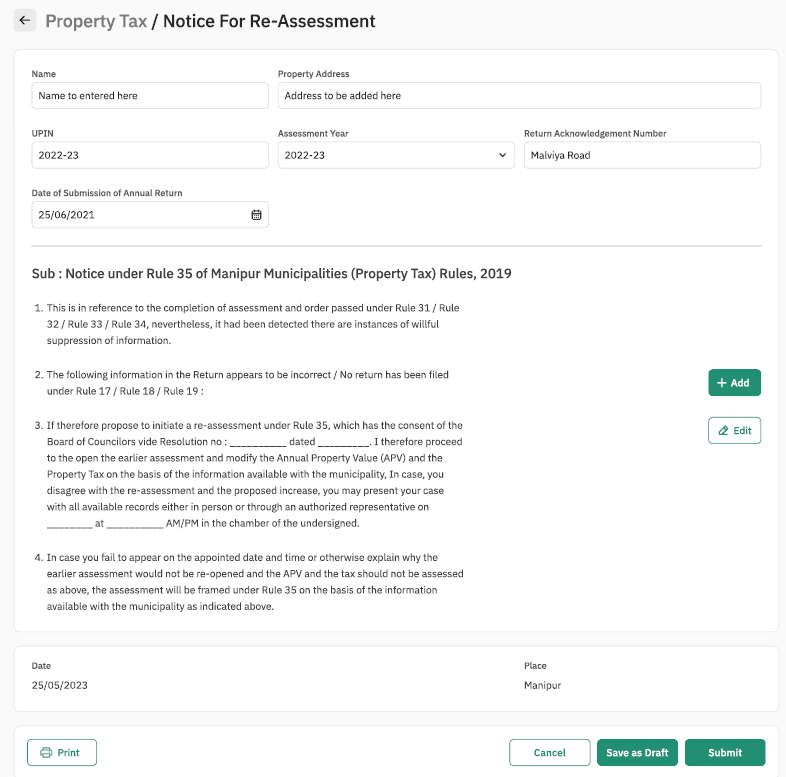 Property Tax / Notice For Re-Assessment
Name
Property Address
Name to entered here
Address to be added here
UPIN
Assessment Year
Return Acknowledgement Number
2022-23
2022-23
Malviya Road
Date of Submission of Annual Return
25/06/2021
Sub : Notice under Rule 35 of Manipur Municipalities (Property Tax) Rules, 2019
1. This is in reference to the completion of assessment and order passed under Rule 31 / Rule
32 / Rule 33 / Rule 34, nevertheless, it had been detected there are instances of willful
suppression of information.
2. The following information in the Return appears to be incorrect / No return has been filed
under Rule 17 / Rule 18 / Rule 19 :
+ Add
3. If therefore propose to initiate a re-assessment under Rule 35, which has the consent of the
Board of Councilors vide Resolution no : __________ dated _________. I therefore proceed
to the open the earlier assessment and modify the Annual Property Value (APV) and the
Property Tax on the basis of the information available with the municipality, In case, you
disagree with the re-assessment and the proposed increase, you may present your case
with all available records either in person or through an authorized representative on
________ at __________ AM/PM in the chamber of the undersigned.
Edit
4. In case you fail to appear on the appointed date and time or otherwise explain why the
earlier assessment would not be re-opened and the APV and the tax should not be assessed
as above, the assessment will be framed under Rule 35 on the basis of the information
available with the municipality as indicated above.
Date
Place
25/05/2023
Manipur
Print
Cancel
Save as Draft
Submit